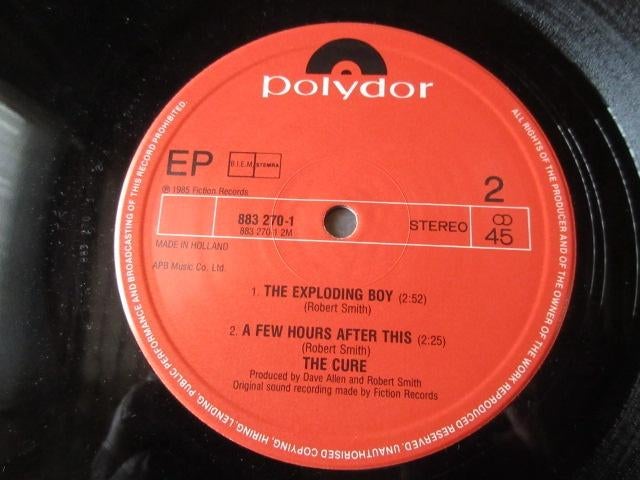 polydor
EP
B.I.E.M.
STEMRA
2
℗ 1985 Fiction Records
883 270-1
883 270-1 2M
STEREO
45
MADE IN HOLLAND
APB Music Co. Ltd.
1. THE EXPLODING BOY (2:52)
(Robert Smith)
2. A FEW HOURS AFTER THIS (2:25)
(Robert Smith)
THE CURE
Produced by Dave Allen and Robert Smith
Original sound recording made by Fiction Records
ALL RIGHTS OF THE PRODUCER AND OF THE OWNER OF THE WORK REPRODUCED RESERVED. UNAUTHORISED COPYING, HIRING, LENDING, PUBLIC PERFORMANCE AND BROADCASTING OF THIS RECORD PROHIBITED.
883 270